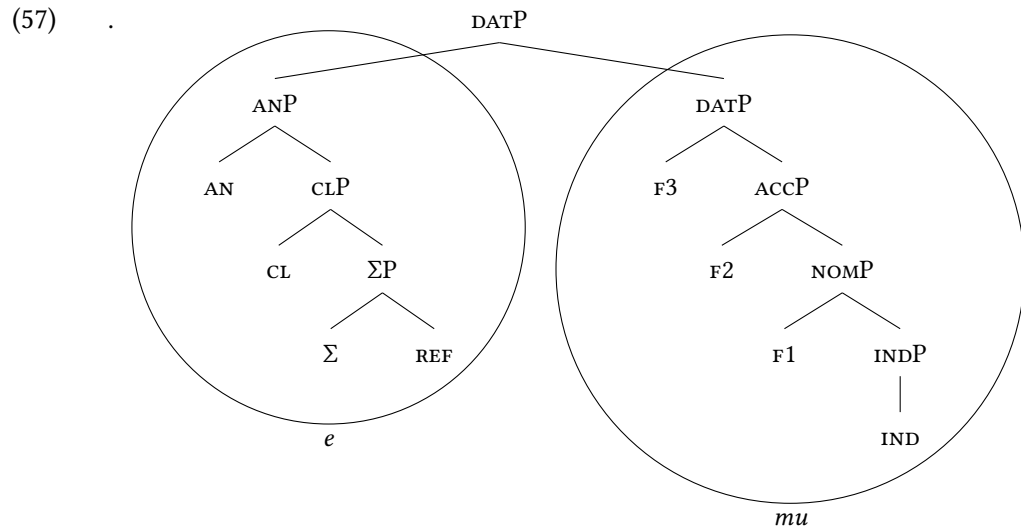 (57) .
DATP
ANP DATP
AN CLP F3 ACCP
CL ΣP F2 NOMP
Σ REF F1 INDP
e IND
mu